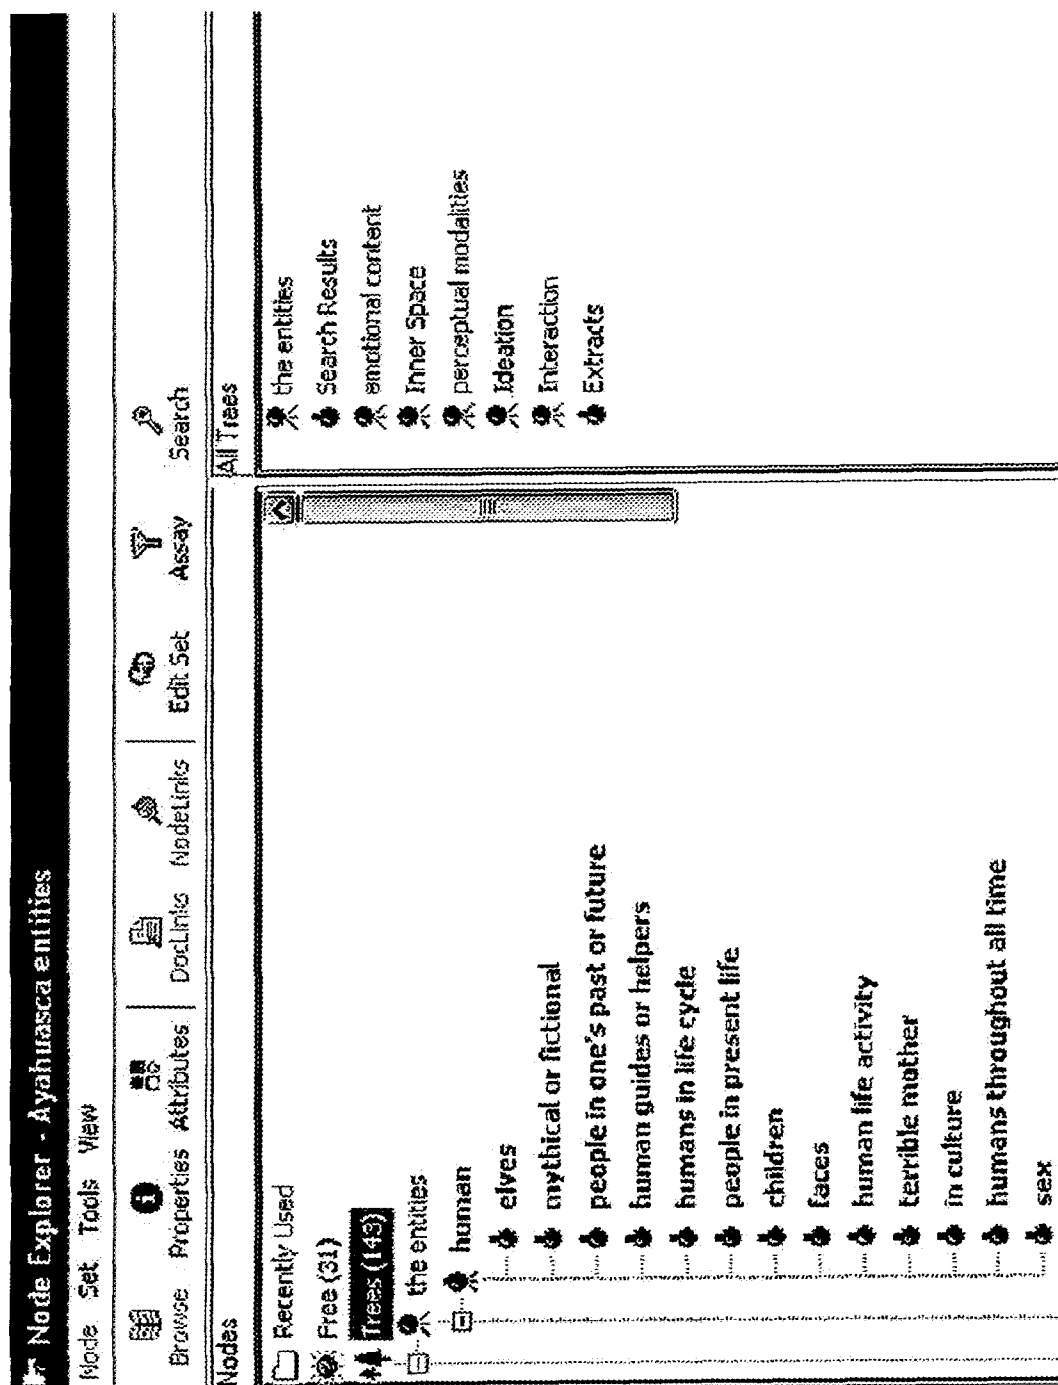 Node Explorer - Ayahuasca entities
Node Set Tools View
Browse Properties Attributes DocLinks NodeLinks Edit Set Assay Search
Nodes
All Trees
Recently Used
Free (31)
Trees (143)
the entities
human
elves
mythical or fictional
people in one's past or future
human guides or helpers
humans in life cycle
people in present life
children
faces
human life activity
terrible mother
in culture
humans throughout all time
sex
the entities
Search Results
emotional content
Inner Space
perceptual modalities
Ideation
Interaction
Extracts